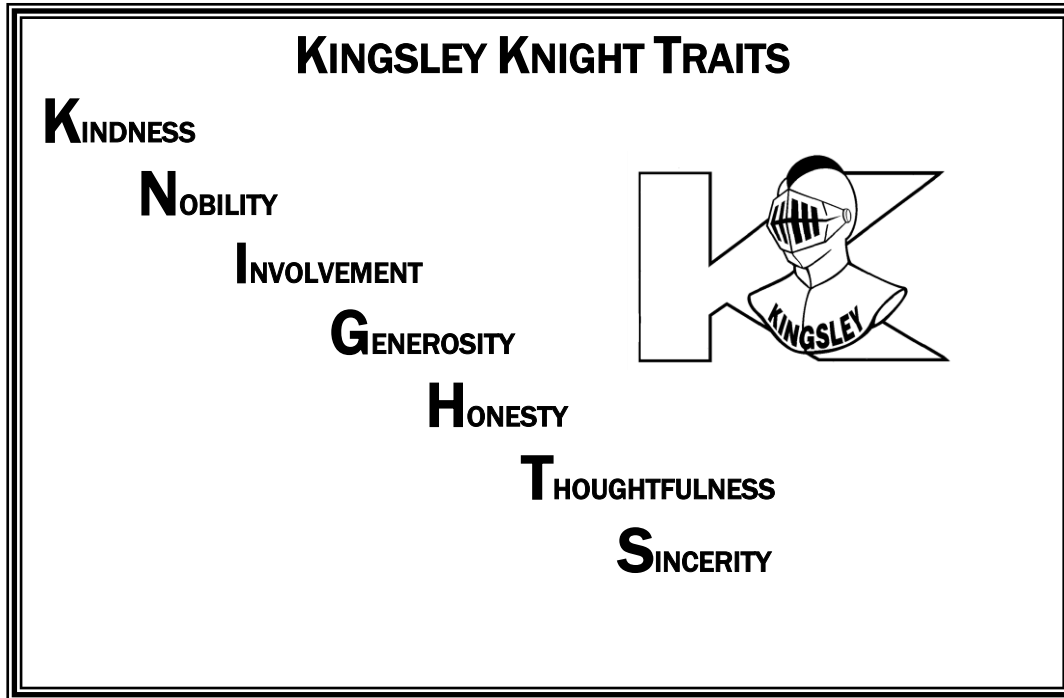 KINGSLEY KNIGHT TRAITS
KINDNESS
NOBILITY
INVOLVEMENT
GENEROSITY
HONESTY
THOUGHTFULNESS
SINCERITY
KINGSLEY